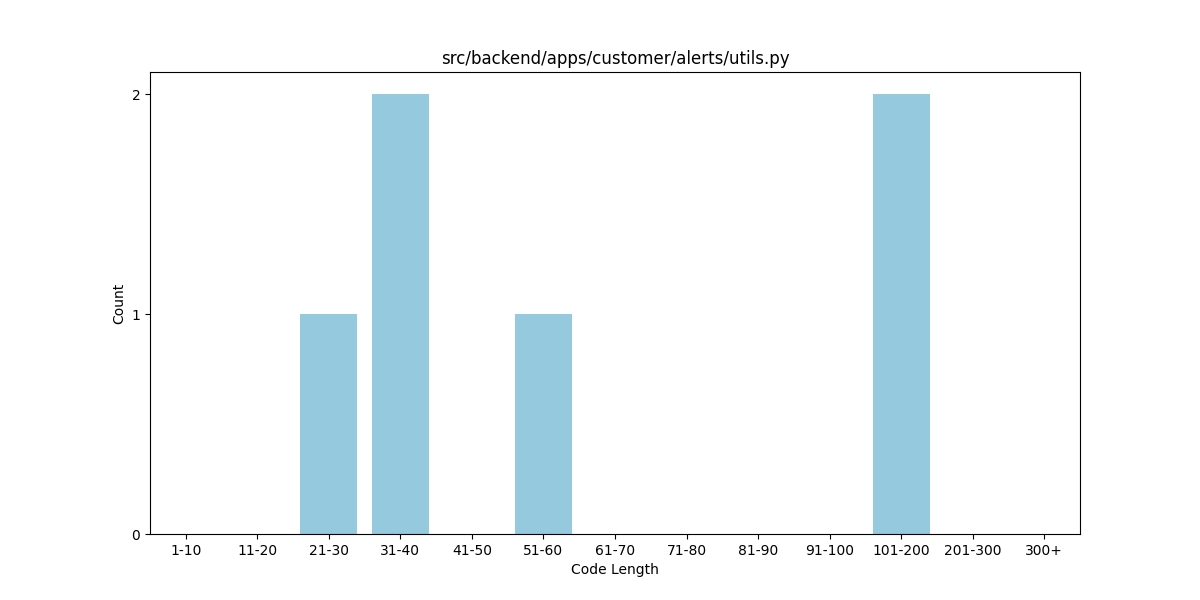 src/backend/apps/customer/alerts/utils.py
2
1
0
Count
1-10 11-20 21-30 31-40 41-50 51-60 61-70 71-80 81-90 91-100 101-200 201-300 300+
Code Length